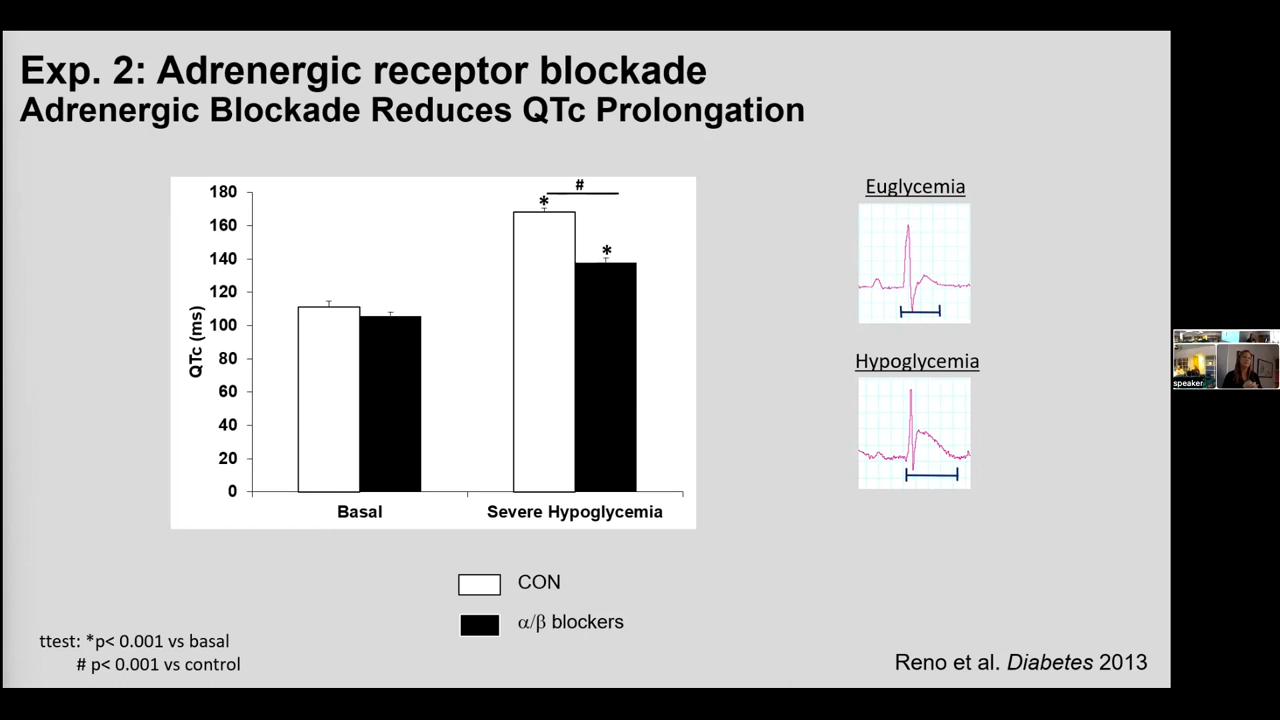 Exp. 2: Adrenergic receptor blockade
Adrenergic Blockade Reduces QTc Prolongation
QTc (ms)
180
160
140
120
100
80
60
40
20
0
#
*
*
Basal
Severe Hypoglycemia
Euglycemia
Hypoglycemia
CON
α/β blockers
ttest: *p< 0.001 vs basal
# p< 0.001 vs control
Reno et al. Diabetes 2013
speaker